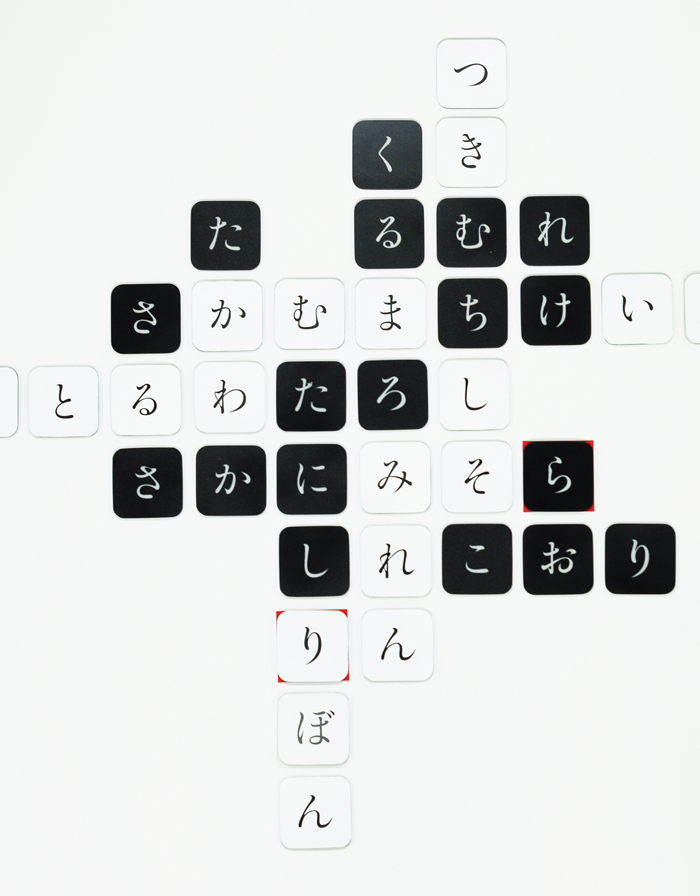 つ
くき
たるむれ
さかむまちけい
とるわたろし
さかにみそら
しれこおり
りん
ぼ
ん